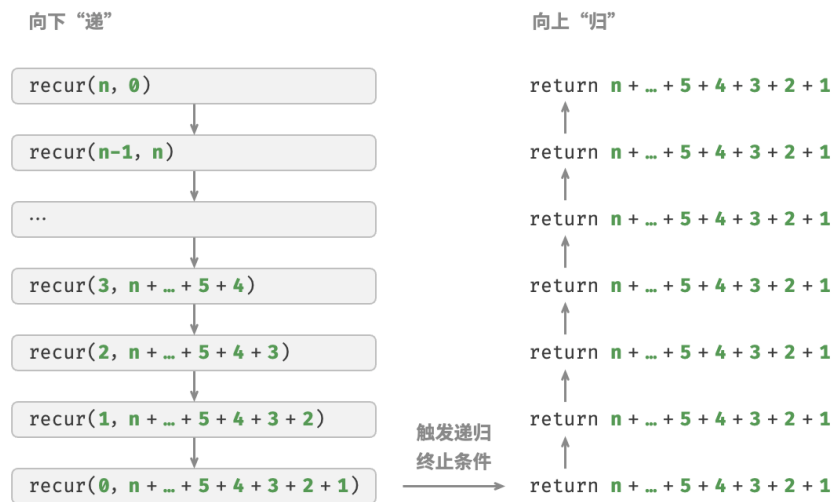 向下“递”
recur(n, 0)
recur(n-1, n)
…
recur(3, n + … + 5 + 4)
recur(2, n + … + 5 + 4 + 3)
recur(1, n + … + 5 + 4 + 3 + 2)
recur(0, n + … + 5 + 4 + 3 + 2 + 1)
触发递归
终止条件
向上“归”
return n + … + 5 + 4 + 3 + 2 + 1
return n + … + 5 + 4 + 3 + 2 + 1
return n + … + 5 + 4 + 3 + 2 + 1
return n + … + 5 + 4 + 3 + 2 + 1
return n + … + 5 + 4 + 3 + 2 + 1
return n + … + 5 + 4 + 3 + 2 + 1
return n + … + 5 + 4 + 3 + 2 + 1